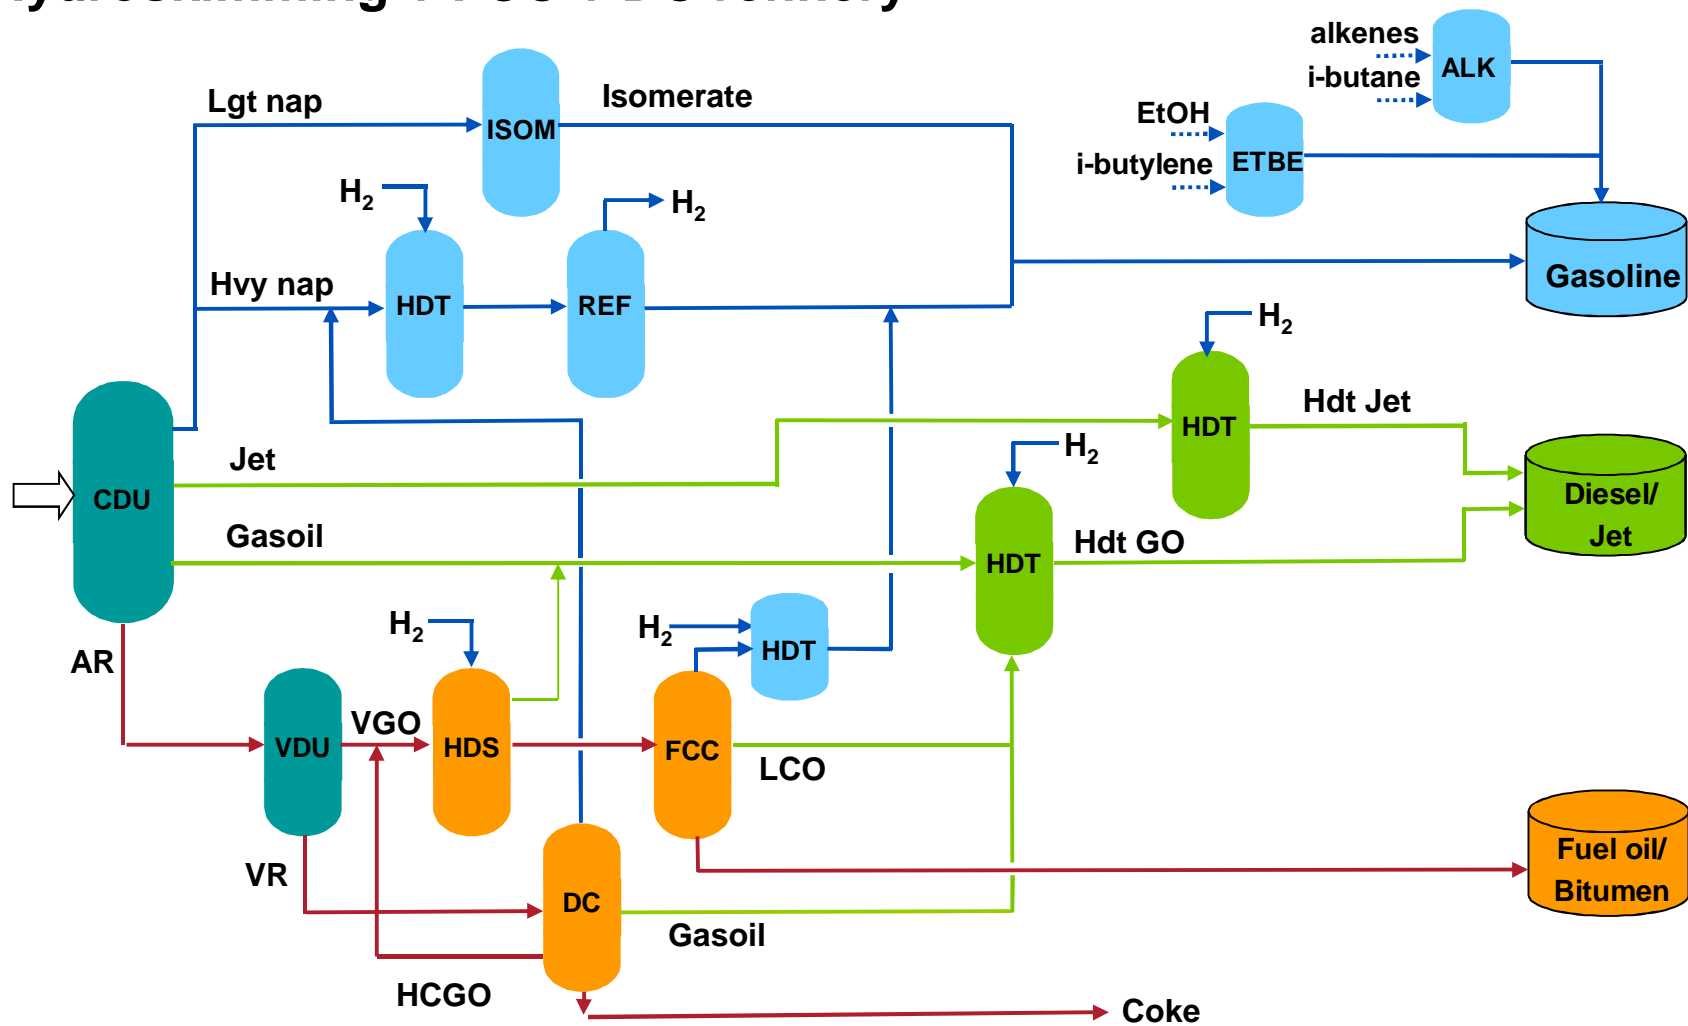 alkenes
i-butane
ALK
Lgt nap
Isomerate
ISOM
EtOH
i-butylene
ETBE
H2
H2
Hvy nap
HDT
REF
Gasoline
H2
Hdt Jet
HDT
H2
Jet
CDU
Diesel/
Jet
Gasoil
Hdt GO
HDT
H2
H2
HDT
AR
VGO
VDU
HDS
FCC
LCO
VR
DC
Gasoil
Fuel oil/
Bitumen
HCGO
Coke